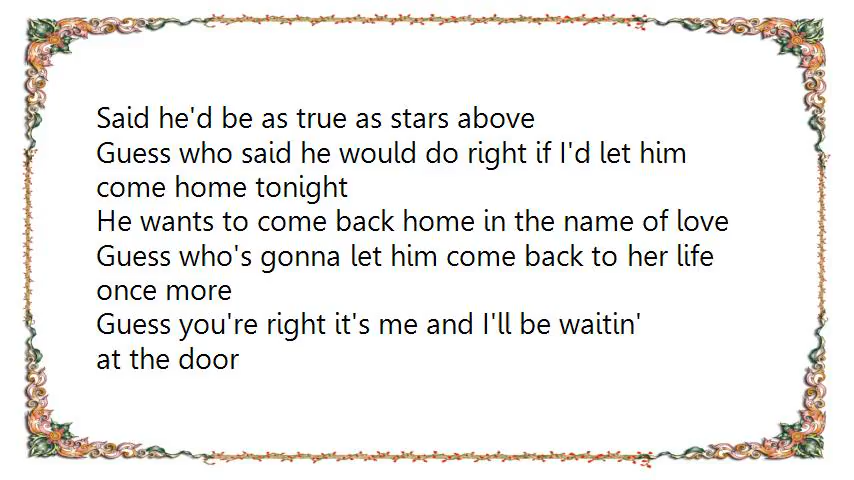 Said he'd be as true as stars above
Guess who said he would do right if I'd let him
come home tonight
He wants to come back home in the name of love
Guess who's gonna let him come back to her life
once more
Guess you're right it's me and I'll be waitin'
at the door